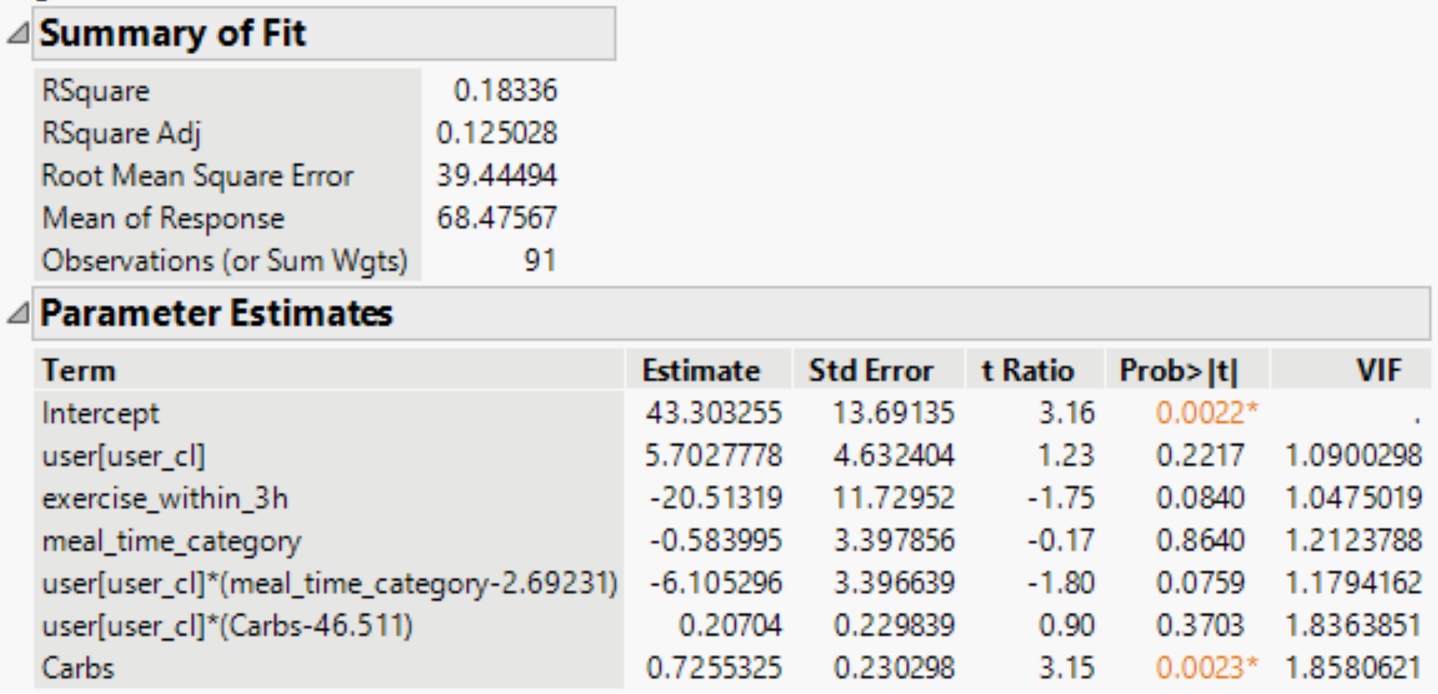 Summary of Fit
RSquare 0.18336
RSquare Adj 0.125028
Root Mean Square Error 39.44494
Mean of Response 68.47567
Observations (or Sum Wgts) 91
Parameter Estimates
Term Estimate Std Error t Ratio Prob>|t| VIF
Intercept 43.303255 13.69135 3.16 0.0022* .
user[user_cl] 5.7027778 4.632404 1.23 0.2217 1.0900298
exercise_within_3h -20.51319 11.72952 -1.75 0.0840 1.0475019
meal_time_category -0.583995 3.397856 -0.17 0.8640 1.2123788
user[user_cl]*(meal_time_category-2.69231) -6.105296 3.396639 -1.80 0.0759 1.1794162
user[user_cl]*(Carbs-46.511) 0.20704 0.229839 0.90 0.3703 1.8363851
Carbs 0.7255325 0.230298 3.15 0.0023* 1.8580621